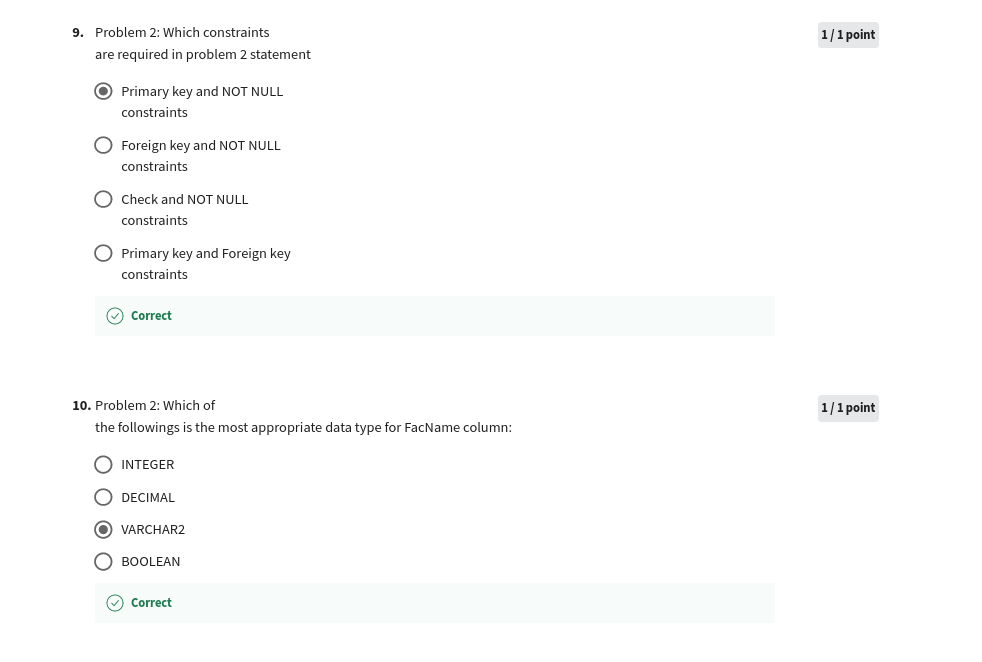 9. Problem 2: Which constraints
are required in problem 2 statement
1 / 1 point
Primary key and NOT NULL
constraints
Foreign key and NOT NULL
constraints
Check and NOT NULL
constraints
Primary key and Foreign key
constraints
Correct
10. Problem 2: Which of
the followings is the most appropriate data type for FacName column:
1 / 1 point
INTEGER
DECIMAL
VARCHAR2
BOOLEAN
Correct